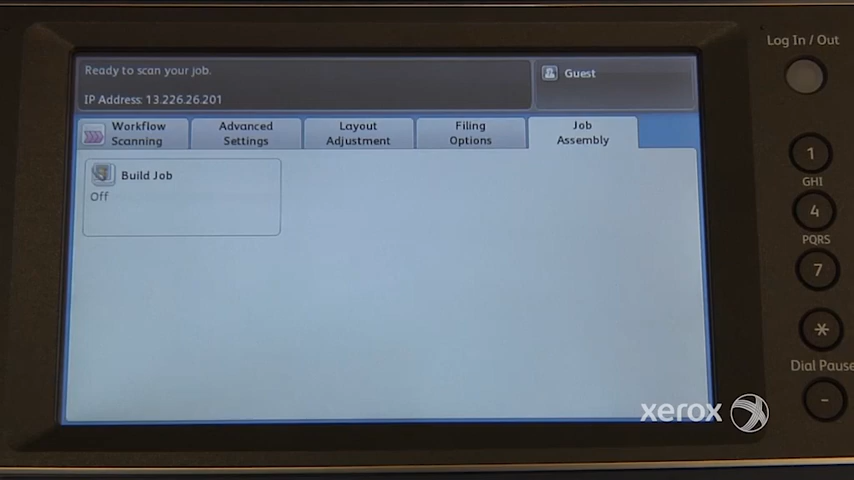 Log In / Out
Ready to scan your job.
Guest
IP Address: 13.226.26.201
Workflow Scanning
Advanced Settings
Layout Adjustment
Filing Options
Job Assembly
Build Job
Off
1
GHI
4
PQRS
7
*
Dial Pause
-
xerox